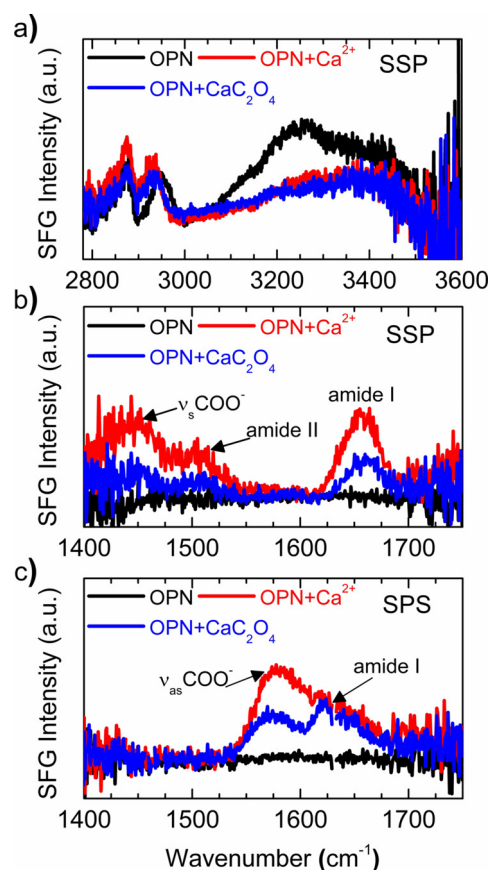 a)
OPN OPN+Ca²⁺ SSP
OPN+CaC₂O₄
SFG Intensity (a.u.)
2800 3000 3200 3400 3600
b)
OPN OPN+Ca²⁺ SSP
OPN+CaC₂O₄
νₛCOO⁻
amide II
amide I
SFG Intensity (a.u.)
1400 1500 1600 1700
c)
OPN OPN+Ca²⁺ SPS
OPN+CaC₂O₄
νₐₛCOO⁻
amide I
SFG Intensity (a.u.)
1400 1500 1600 1700
Wavenumber (cm⁻¹)